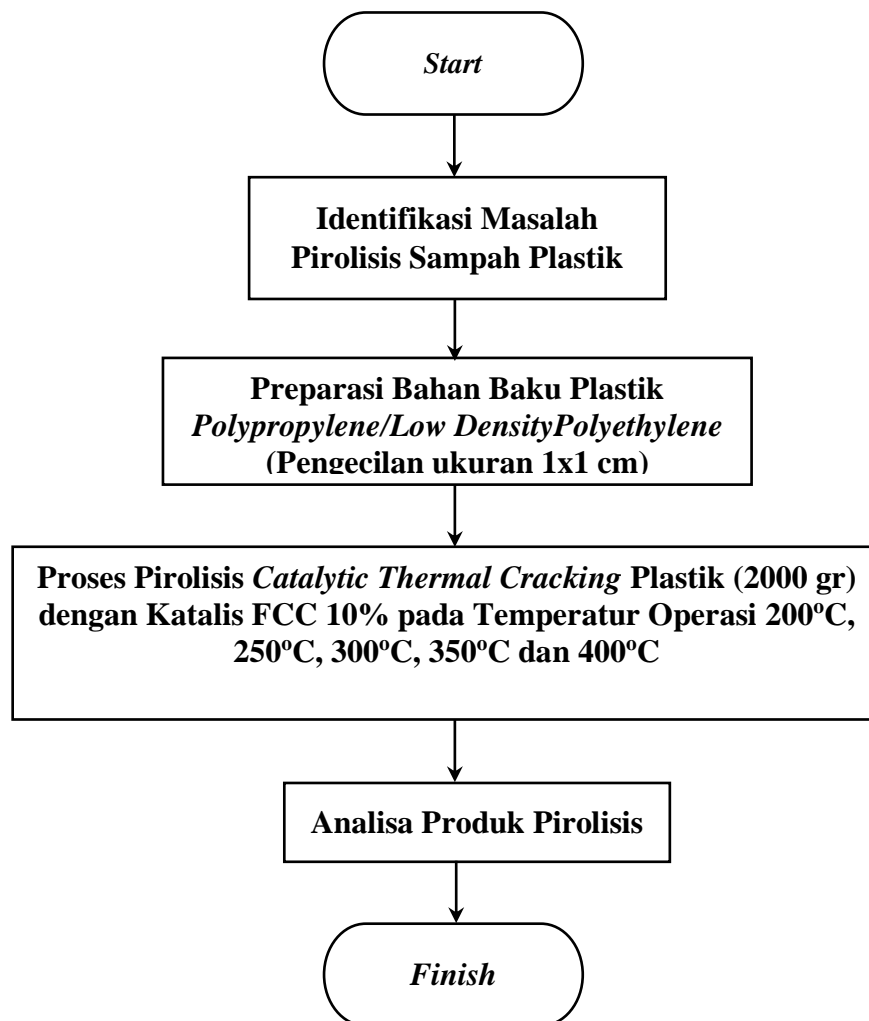 Start
Identifikasi Masalah
Pirolisis Sampah Plastik
Preparasi Bahan Baku Plastik
Polypropylene/Low DensityPolyethylene
(Pengecilan ukuran 1x1 cm)
Proses Pirolisis Catalytic Thermal Cracking Plastik (2000 gr)
dengan Katalis FCC 10% pada Temperatur Operasi 200ºC,
250ºC, 300ºC, 350ºC dan 400ºC
Analisa Produk Pirolisis
Finish